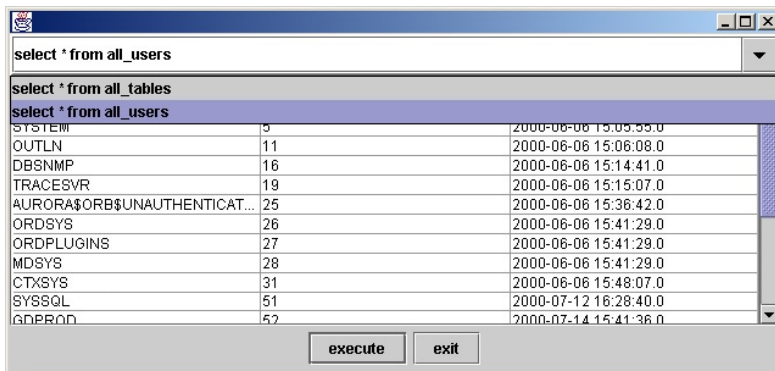 select * from all_users
select * from all_tables
select * from all_users
SYSTEM 5 2000-06-06 15:05:55.0
OUTLN 11 2000-06-06 15:06:08.0
DBSNMP 16 2000-06-06 15:14:41.0
TRACESVR 19 2000-06-06 15:15:07.0
AURORA$ORB$UNAUTHENTICAT... 25 2000-06-06 15:36:42.0
ORDSYS 26 2000-06-06 15:41:29.0
ORDPLUGINS 27 2000-06-06 15:41:29.0
MDSYS 28 2000-06-06 15:41:29.0
CTXSYS 31 2000-06-06 15:48:07.0
SYSSQL 51 2000-07-12 16:28:40.0
GDPROD 52 2000-07-14 15:41:36.0
execute exit